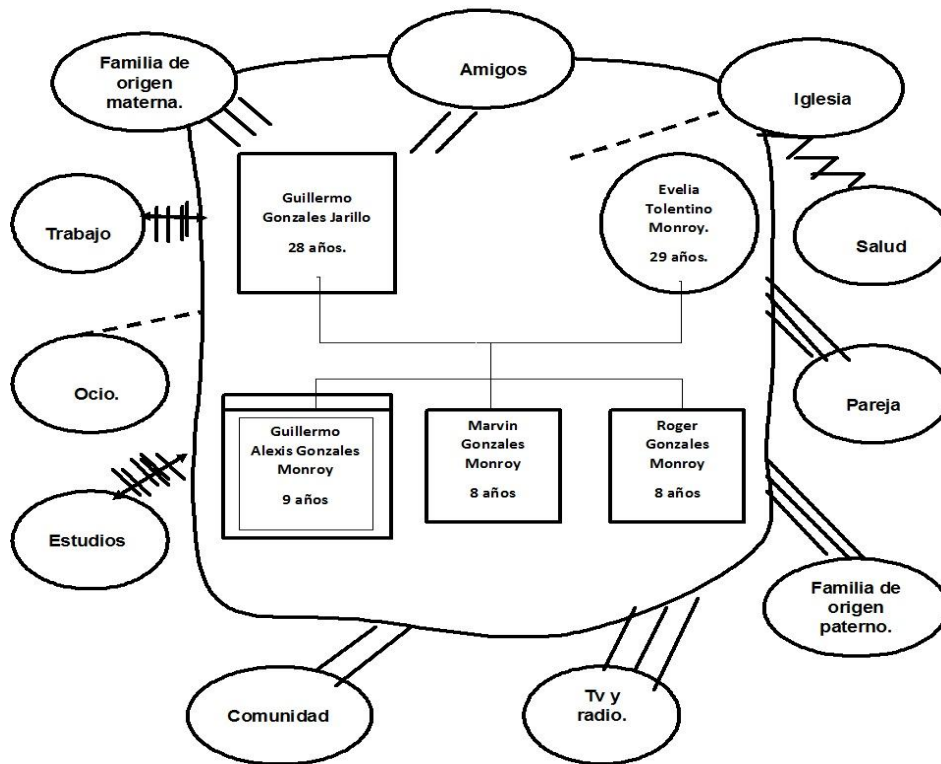 Familia de
origen
materna.
Amigos
Iglesia
Guillermo
Gonzales Jarillo
28 años.
Evelia
Tolentino
Monroy.
29 años.
Trabajo
Salud
Ocio.
Pareja
Guillermo
Alexis Gonzales
Monroy
9 años
Marvin
Gonzales
Monroy
8 años
Roger
Gonzales
Monroy
8 años
Estudios
Familia de
origen
paterno.
Comunidad
Tv y
radio.